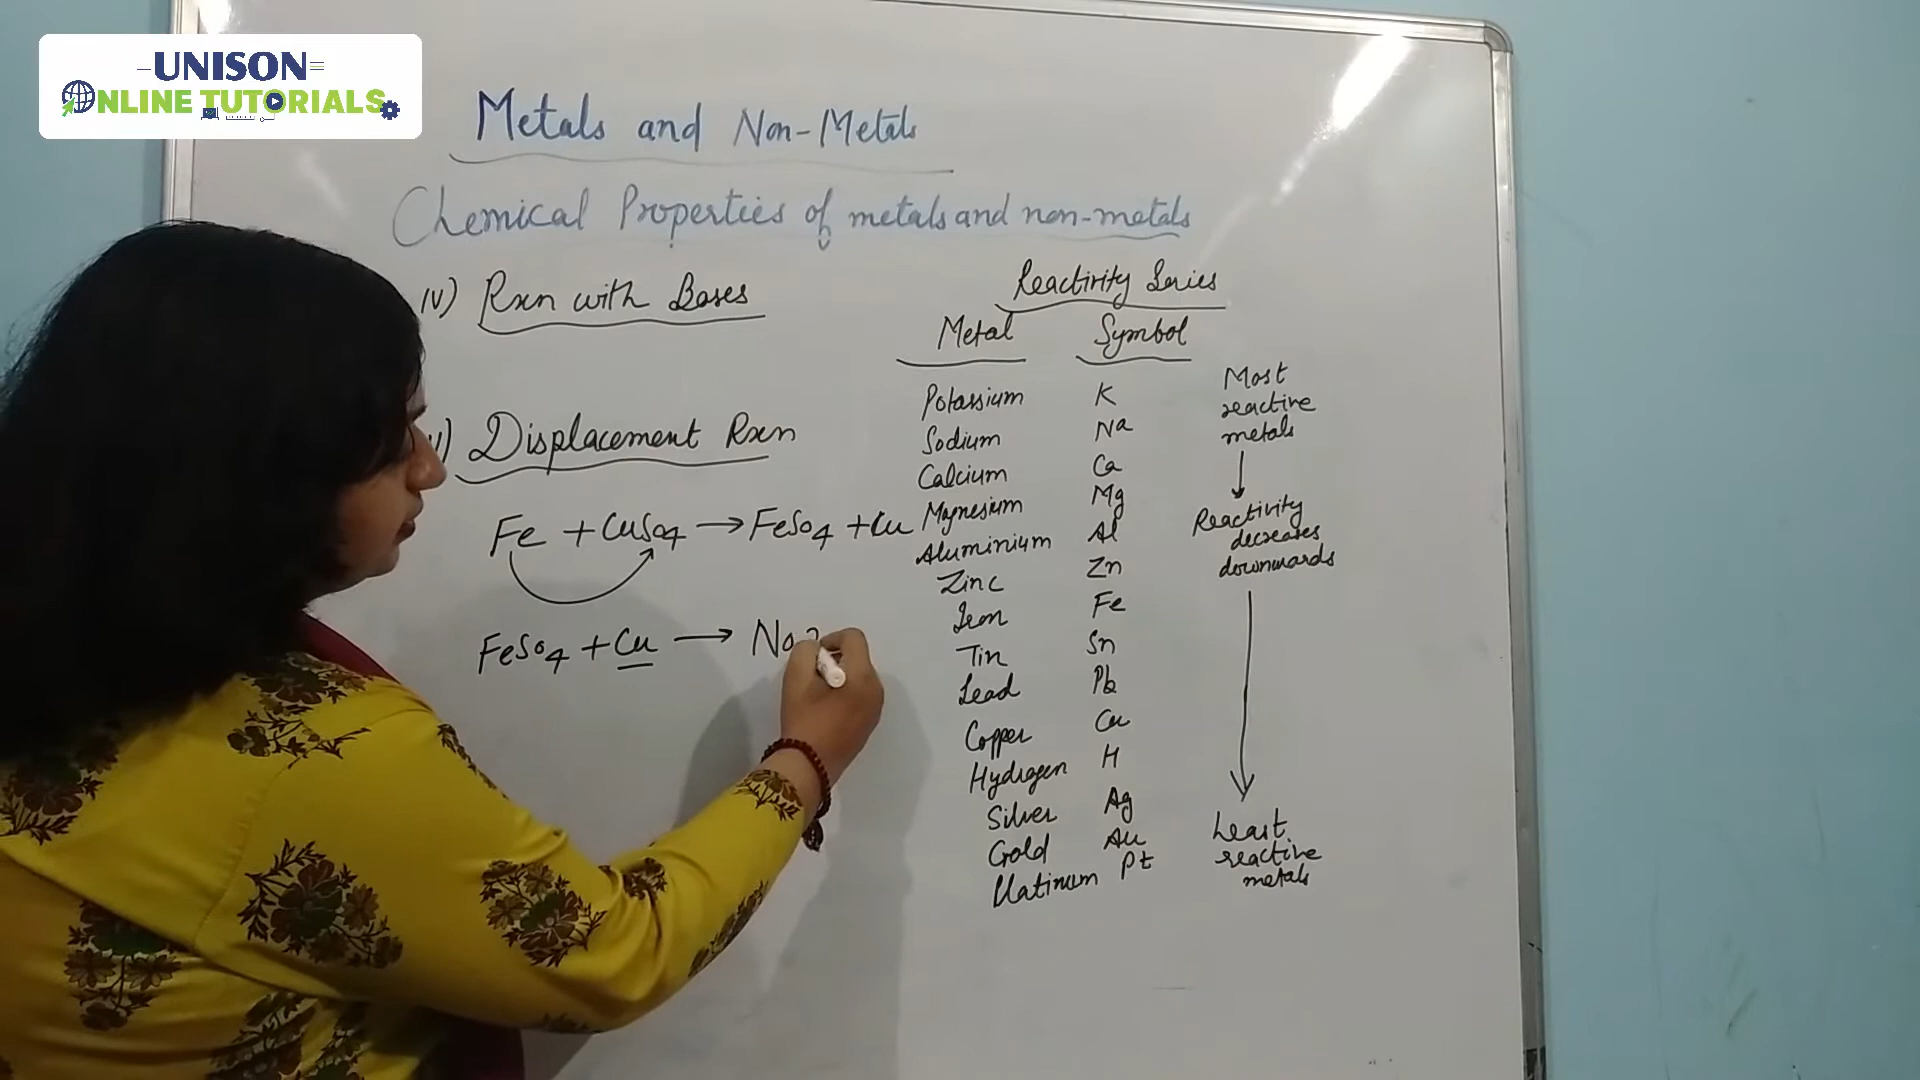 UNISON
ONLINE TUTORIALS
Metals and Non-Metals
Chemical Properties of metals and non-metals
IV) Rxn with Bases
) Displacement Rxn
Fe + CuSO4 → FeSO4 + Cu
FeSO4 + Cu → No
Reactivity Series
Metal Symbol
Potassium K
Sodium Na
Calcium Ca
Magnesium Mg
Aluminium Al
Zinc Zn
Iron Fe
Tin Sn
Lead Pb
Copper Cu
Hydrogen H
Silver Ag
Gold Au
Platinum Pt
Most
reactive
metals
↓
Reactivity
decreases
downwards
↓
Least
reactive
metals